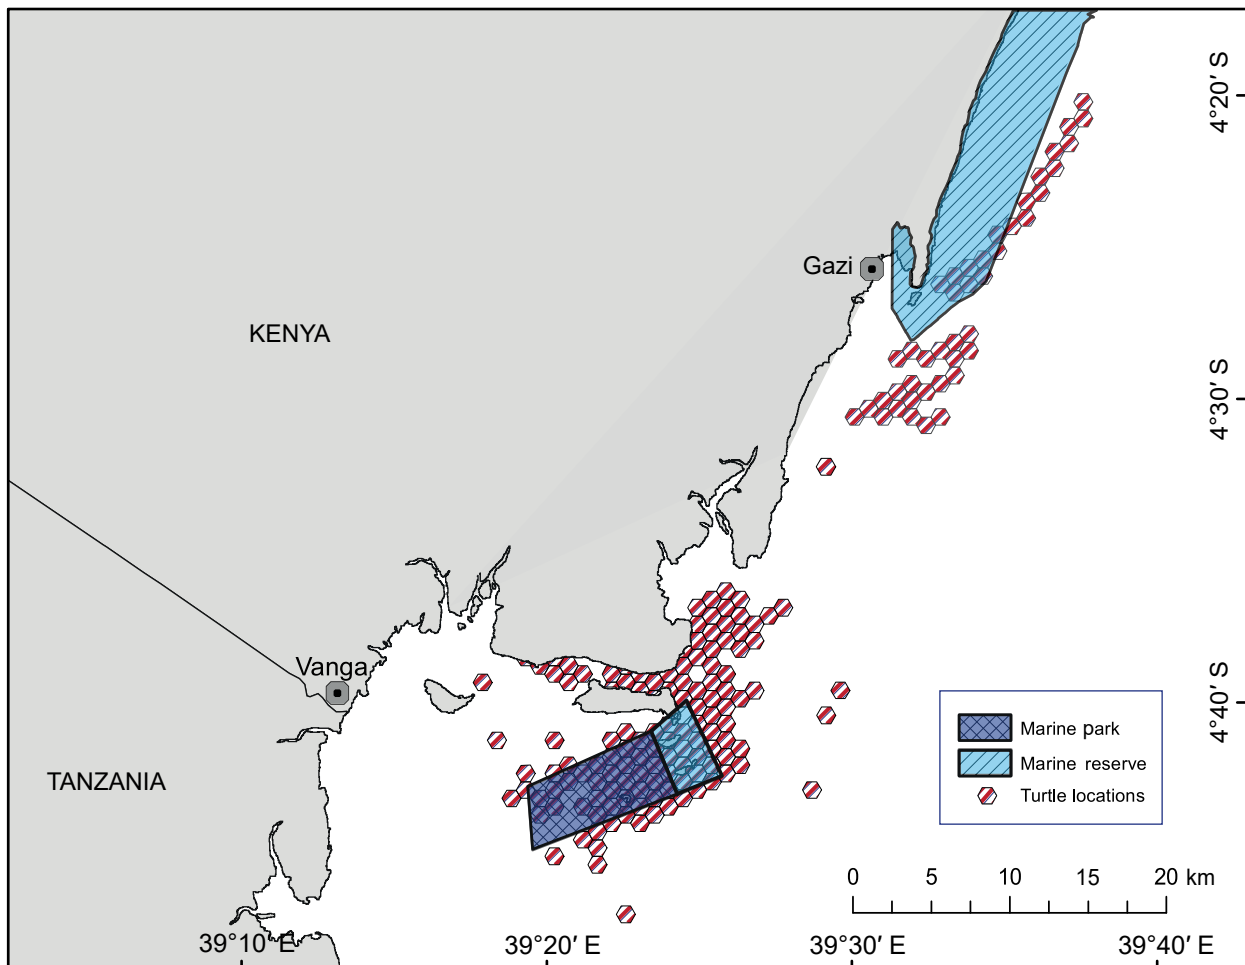 4°20′ S
Gazi
KENYA
4°30′ S
Vanga
4°40′ S
TANZANIA
Marine park
Marine reserve
Turtle locations
0 5 10 15 20 km
39°10′ E 39°20′ E 39°30′ E 39°40′ E